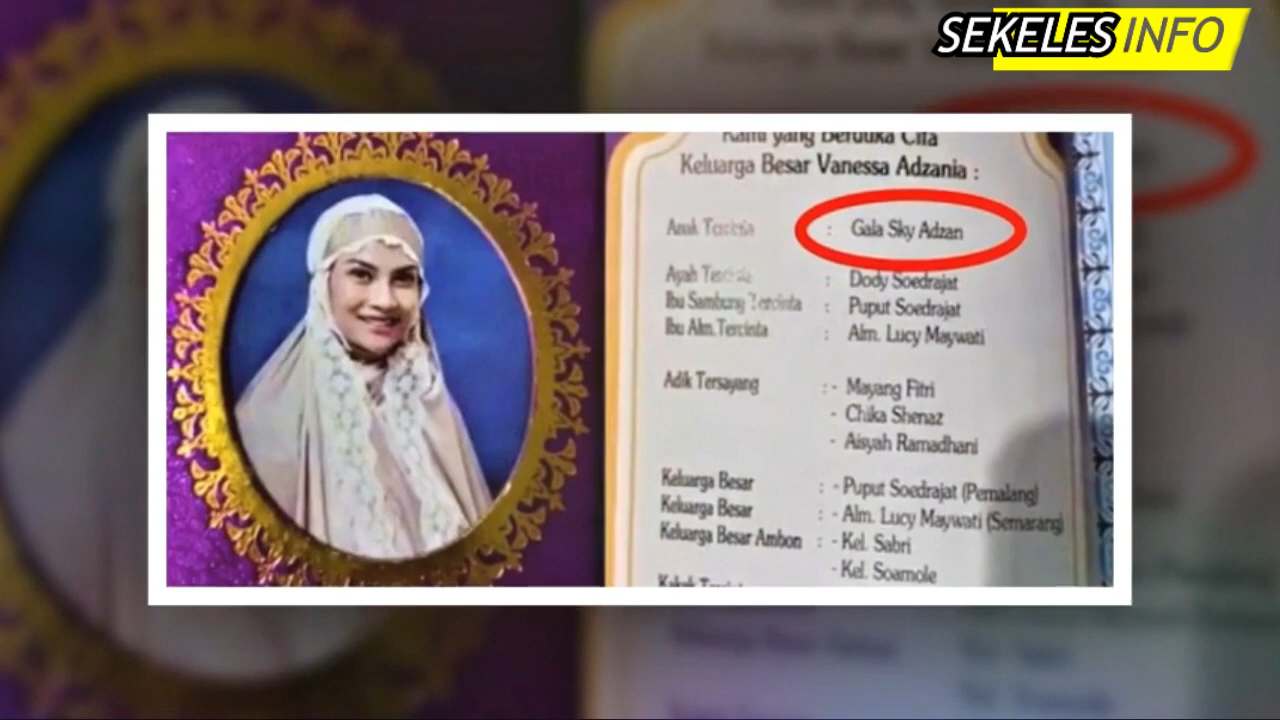 SEKELES INFO
Kami yang Berduka Cita
Keluarga Besar Vanessa Adzania :
Anak Tercinta : Gala Sky Adzan
Ayah Tercinta : Dody Soedrajat
Ibu Sambung Tercinta : Puput Soedrajat
Ibu Alm.Tercinta : Alm. Lucy Maywati
Adik Tersayang : - Mayang Fitri
- Chika Shenaz
- Aisyah Ramadhani
Keluarga Besar : - Puput Soedrajat (Pemalang)
Keluarga Besar : - Alm. Lucy Maywati (Semarang)
Keluarga Besar Ambon : - Kel. Sabri
- Kel. Soamole